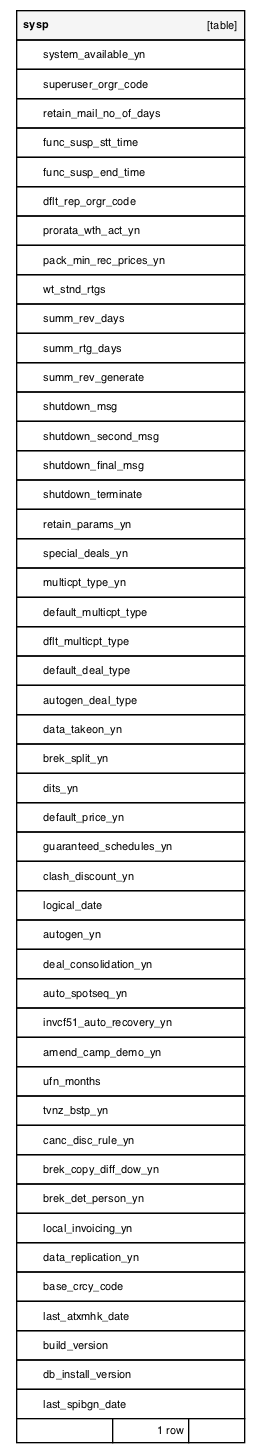 sysp [table]
system_available_yn
superuser_orgr_code
retain_mail_no_of_days
func_susp_stt_time
func_susp_end_time
dflt_rep_orgr_code
prorata_wth_act_yn
pack_min_rec_prices_yn
wt_stnd_rtgs
summ_rev_days
summ_rtg_days
summ_rev_generate
shutdown_msg
shutdown_second_msg
shutdown_final_msg
shutdown_terminate
retain_params_yn
special_deals_yn
multicpt_type_yn
default_multicpt_type
dflt_multicpt_type
default_deal_type
autogen_deal_type
data_takeon_yn
brek_split_yn
dits_yn
default_price_yn
guaranteed_schedules_yn
clash_discount_yn
logical_date
autogen_yn
deal_consolidation_yn
auto_spotseq_yn
invcf51_auto_recovery_yn
amend_camp_demo_yn
ufn_months
tvnz_bstp_yn
canc_disc_rule_yn
brek_copy_diff_dow_yn
brek_det_person_yn
local_invoicing_yn
data_replication_yn
base_crcy_code
last_atxmhk_date
build_version
db_install_version
last_spibgn_date
1 row